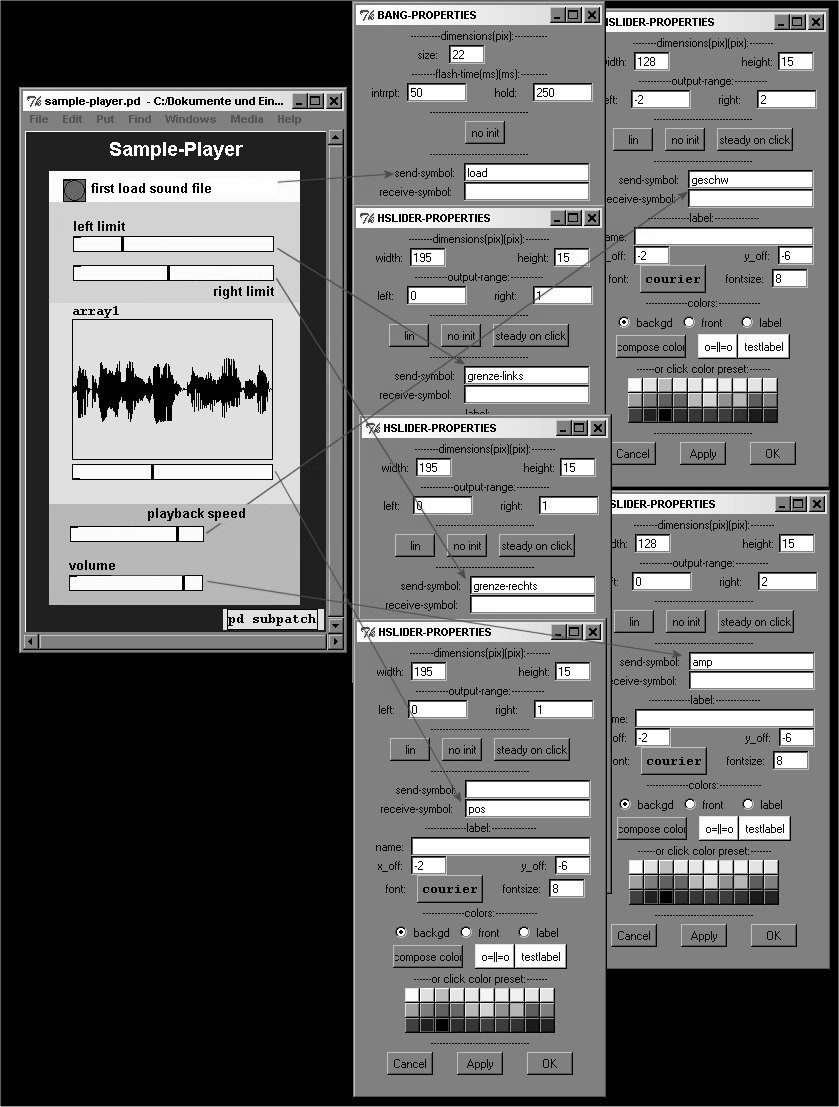 sample-player.pd - C:/Dokumente und Ein...
File Edit Put Find Windows Media Help
Sample-Player
first load sound file
left limit
right limit
array1
playback speed
volume
pd subpatch
BANG-PROPERTIES
---------dimensions(pix):--------
size: 22
-------flash-time(ms)(ms):-------
intrrpt: 50 hold: 250
no init
send-symbol: load
receive-symbol:
HSLIDER-PROPERTIES
-------dimensions(pix)(pix):-------
width: 195 height: 15
----------output-range:----------
left: 0 right: 1
lin no init steady on click
send-symbol: grenze-links
receive-symbol:
label:
HSLIDER-PROPERTIES
-------dimensions(pix)(pix):-------
width: 195 height: 15
----------output-range:----------
left: 0 right: 1
lin no init steady on click
send-symbol: grenze-rechts
receive-symbol:
HSLIDER-PROPERTIES
-------dimensions(pix)(pix):-------
width: 195 height: 15
----------output-range:----------
left: 0 right: 1
lin no init steady on click
send-symbol:
receive-symbol: pos
--------------label:--------------
name:
x_off: -2 y_off: -6
font: courier fontsize: 8
--------------colors:--------------
backgd front label
compose color o=||=o testlabel
-------or click color preset:-------
Cancel Apply OK
HSLIDER-PROPERTIES
-------dimensions(pix)(pix):-------
width: 128 height: 15
----------output-range:----------
left: -2 right: 2
lin no init steady on click
send-symbol: geschw
receive-symbol:
--------------label:--------------
name:
_off: -2 y_off: -6
font: courier fontsize: 8
--------------colors:--------------
backgd front label
compose color o=||=o testlabel
-------or click color preset:-------
Cancel Apply OK
SLIDER-PROPERTIES
-------dimensions(pix)(pix):-------
dth: 128 height: 15
----------output-range:----------
left: 0 right: 2
lin no init steady on click
send-symbol: amp
ceive-symbol:
--------------label:--------------
me:
off: -2 y_off: -6
ont: courier fontsize: 8
--------------colors:--------------
backgd front label
compose color o=||=o testlabel
-------or click color preset:-------
Cancel Apply OK